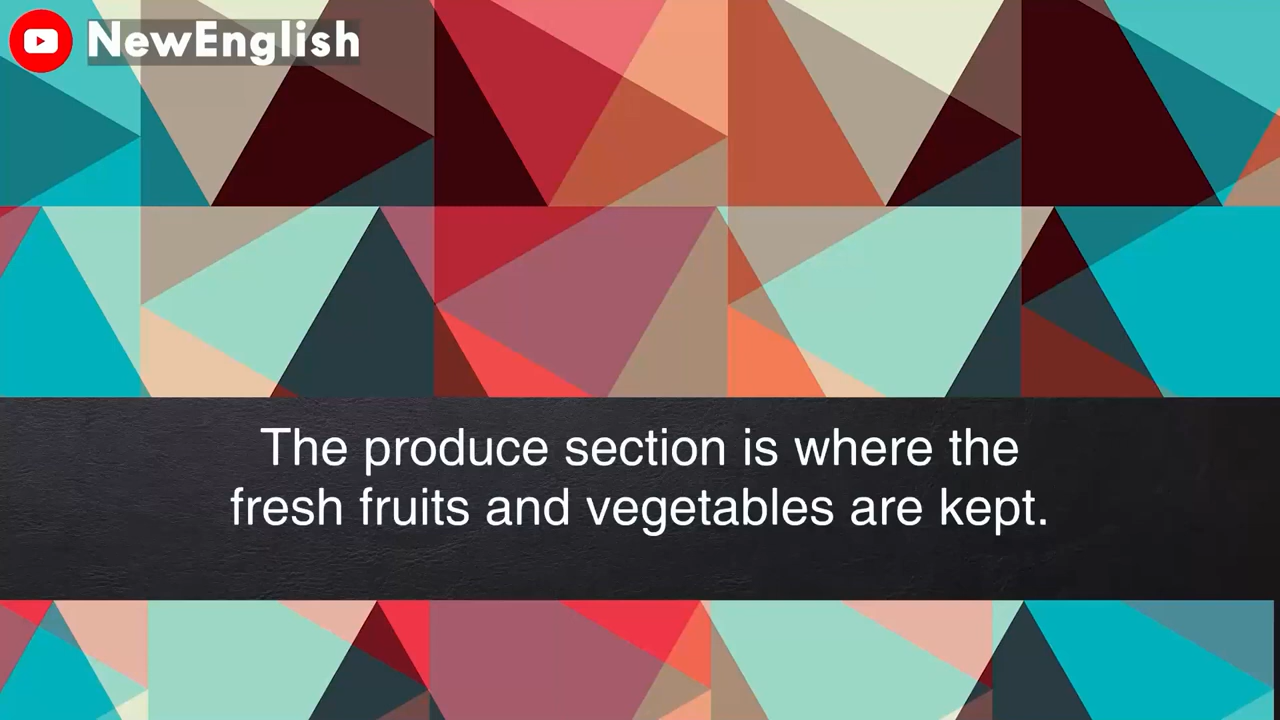 NewEnglish
The produce section is where the
fresh fruits and vegetables are kept.